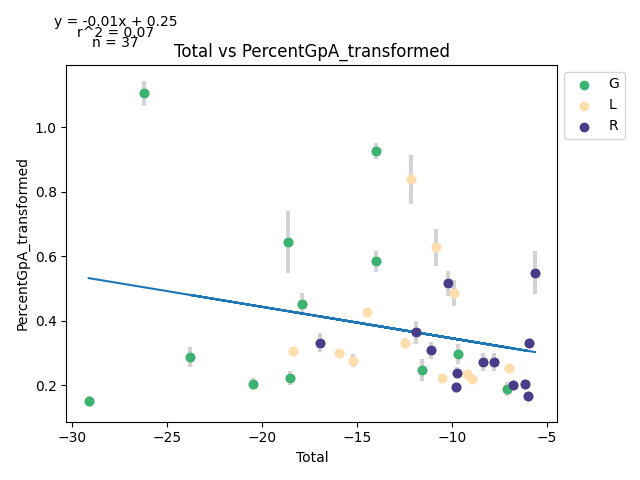 y = -0.01x + 0.25
r^2 = 0.07
n = 37
Total vs PercentGpA_transformed
G
L
R
PercentGpA_transformed
1.0
0.8
0.6
0.4
0.2
−30
−25
−20
−15
−10
−5
Total